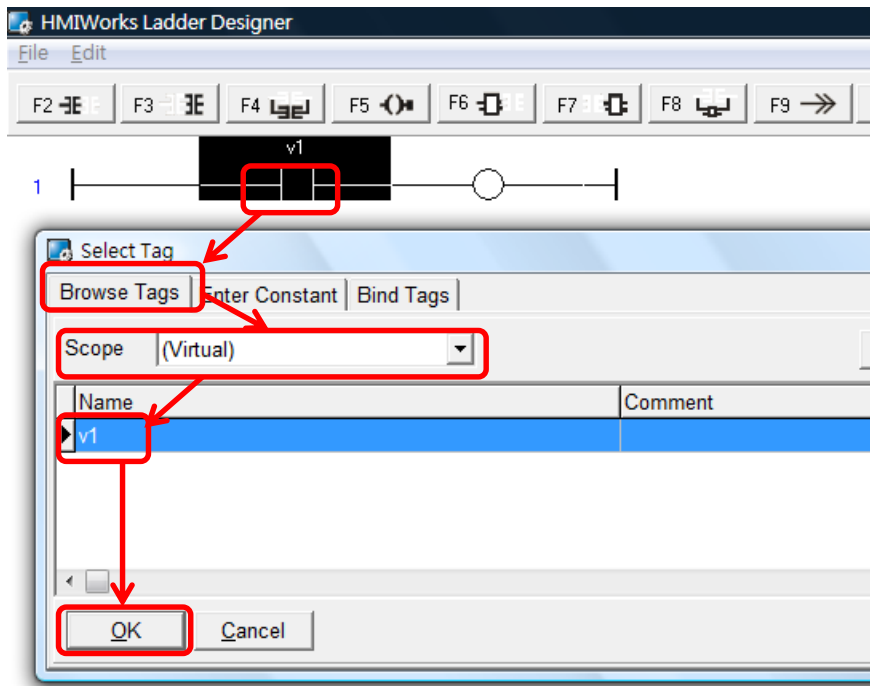 HMIWorks Ladder Designer
File Edit
F2 F3 F4 F5 F6 F7 F8 F9
v1
1
Select Tag
Browse Tags Enter Constant Bind Tags
Scope (Virtual)
Name Comment
v1
OK Cancel